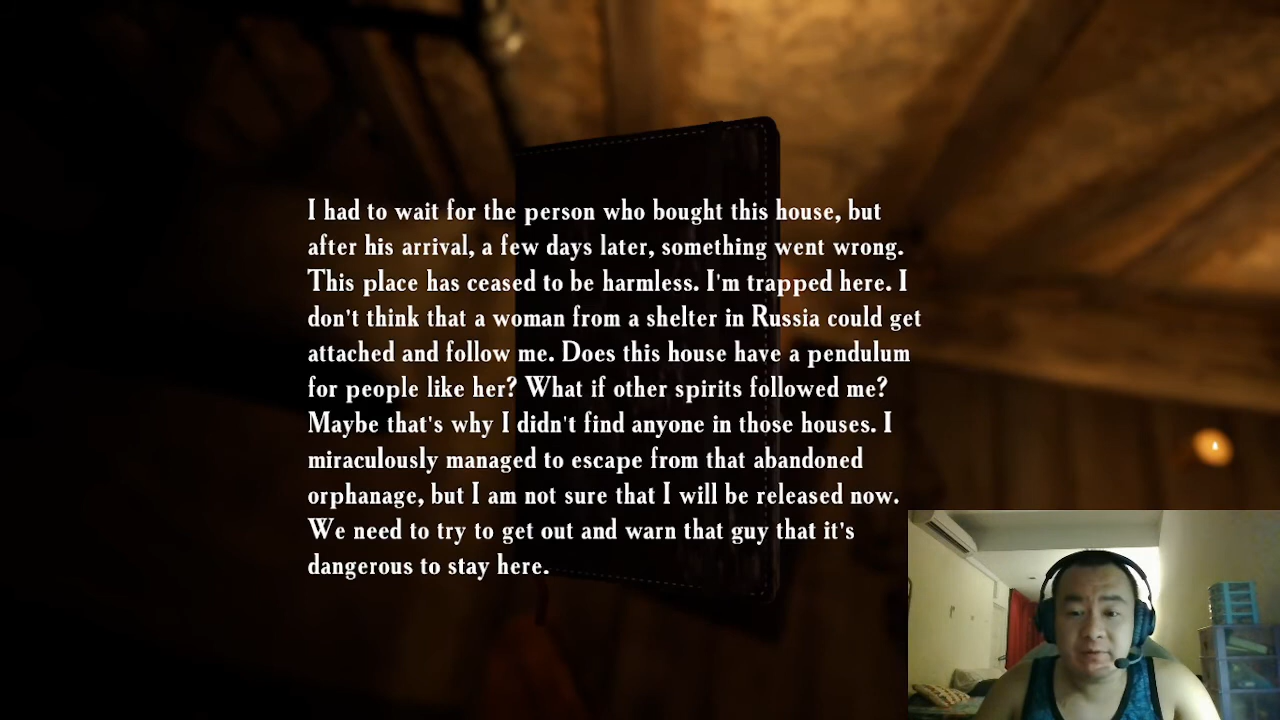 I had to wait for the person who bought this house, but
after his arrival, a few days later, something went wrong.
This place has ceased to be harmless. I'm trapped here. I
don't think that a woman from a shelter in Russia could get
attached and follow me. Does this house have a pendulum
for people like her? What if other spirits followed me?
Maybe that's why I didn't find anyone in those houses. I
miraculously managed to escape from that abandoned
orphanage, but I am not sure that I will be released now.
We need to try to get out and warn that guy that it's
dangerous to stay here.